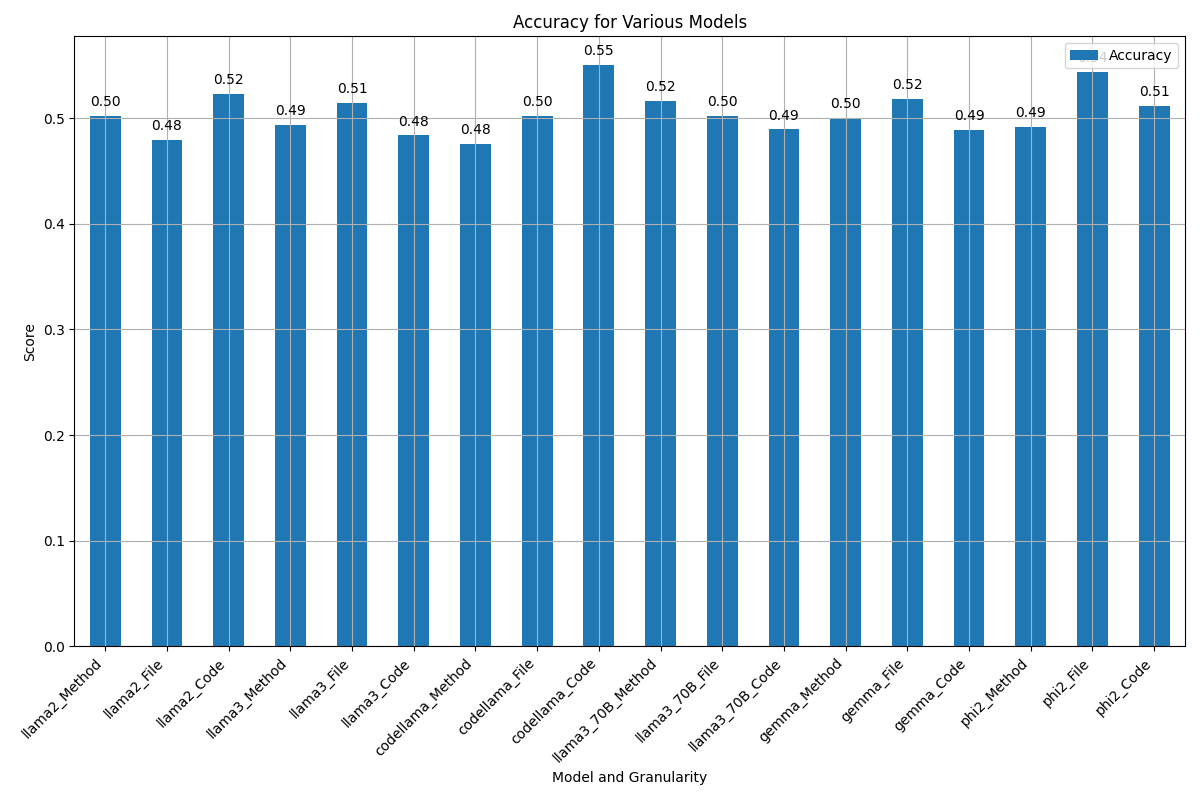 Accuracy for Various Models
Accuracy
0.50
0.48
0.52
0.49
0.51
0.48
0.48
0.50
0.55
0.52
0.50
0.49
0.50
0.52
0.49
0.49
0.54
0.51
Score
0.5
0.4
0.3
0.2
0.1
0.0
llama2_Method
llama2_File
llama2_Code
llama3_Method
llama3_File
llama3_Code
codellama_Method
codellama_File
codellama_Code
llama3_70B_Method
llama3_70B_File
llama3_70B_Code
gemma_Method
gemma_File
gemma_Code
phi2_Method
phi2_File
phi2_Code
Model and Granularity